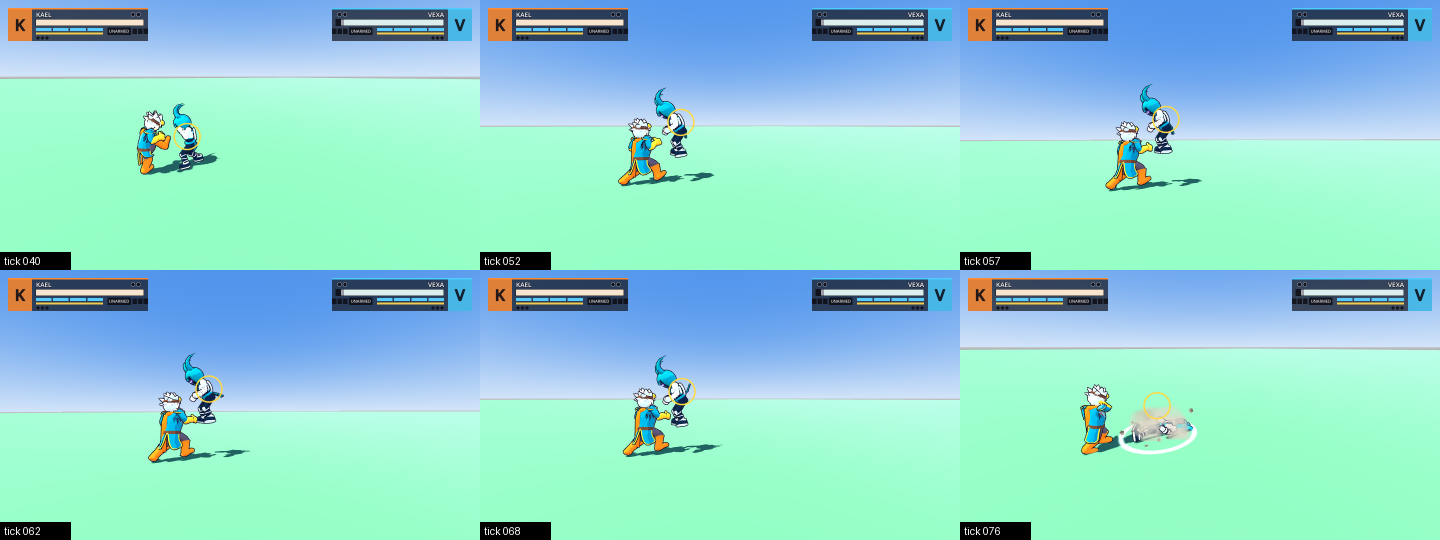 K KAEL UNARMED
VEXA UNARMED V
tick 040
K KAEL UNARMED
VEXA UNARMED V
tick 052
K KAEL UNARMED
VEXA UNARMED V
tick 057
K KAEL UNARMED
VEXA UNARMED V
tick 062
K KAEL UNARMED
VEXA UNARMED V
tick 068
K KAEL UNARMED
VEXA UNARMED V
tick 076